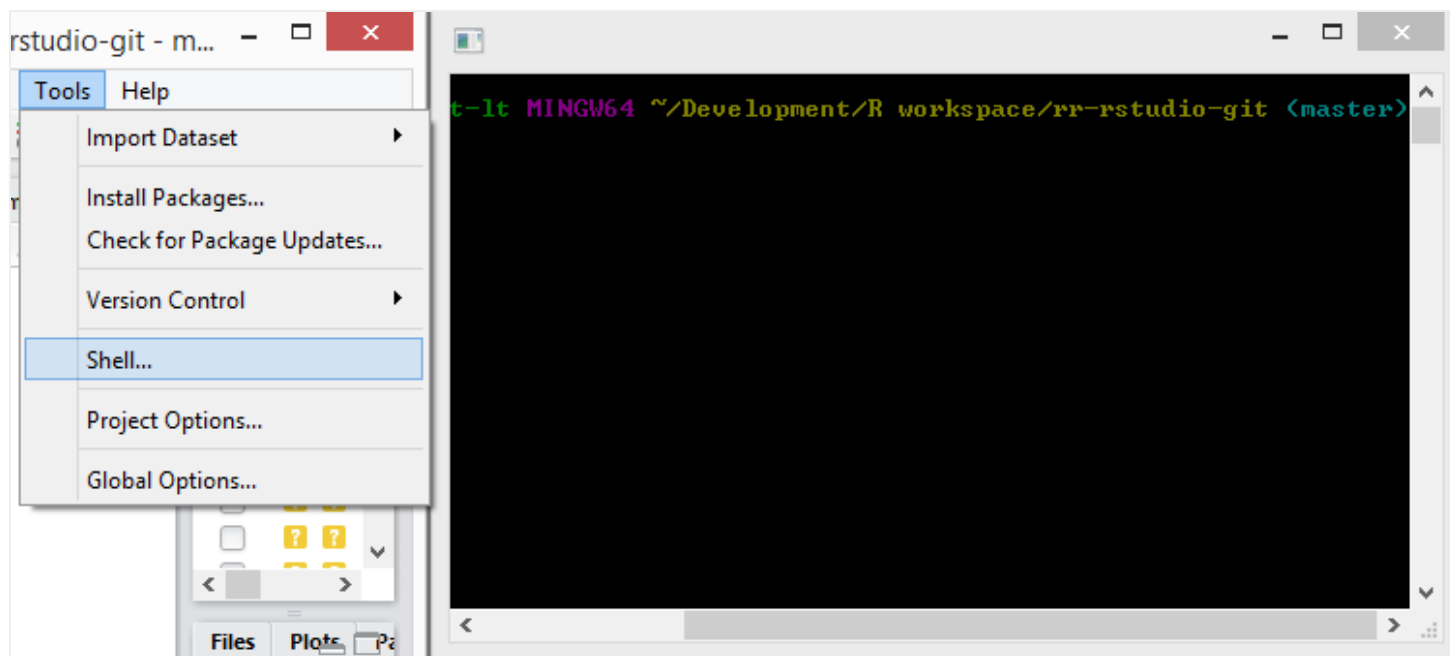 rstudio-git - m...
Tools Help
Import Dataset
Install Packages...
Check for Package Updates...
Version Control
Shell...
Project Options...
Global Options...
? ?
Files Plots
t-lt MINGW64 ~/Development/R workspace/rr-rstudio-git (master)